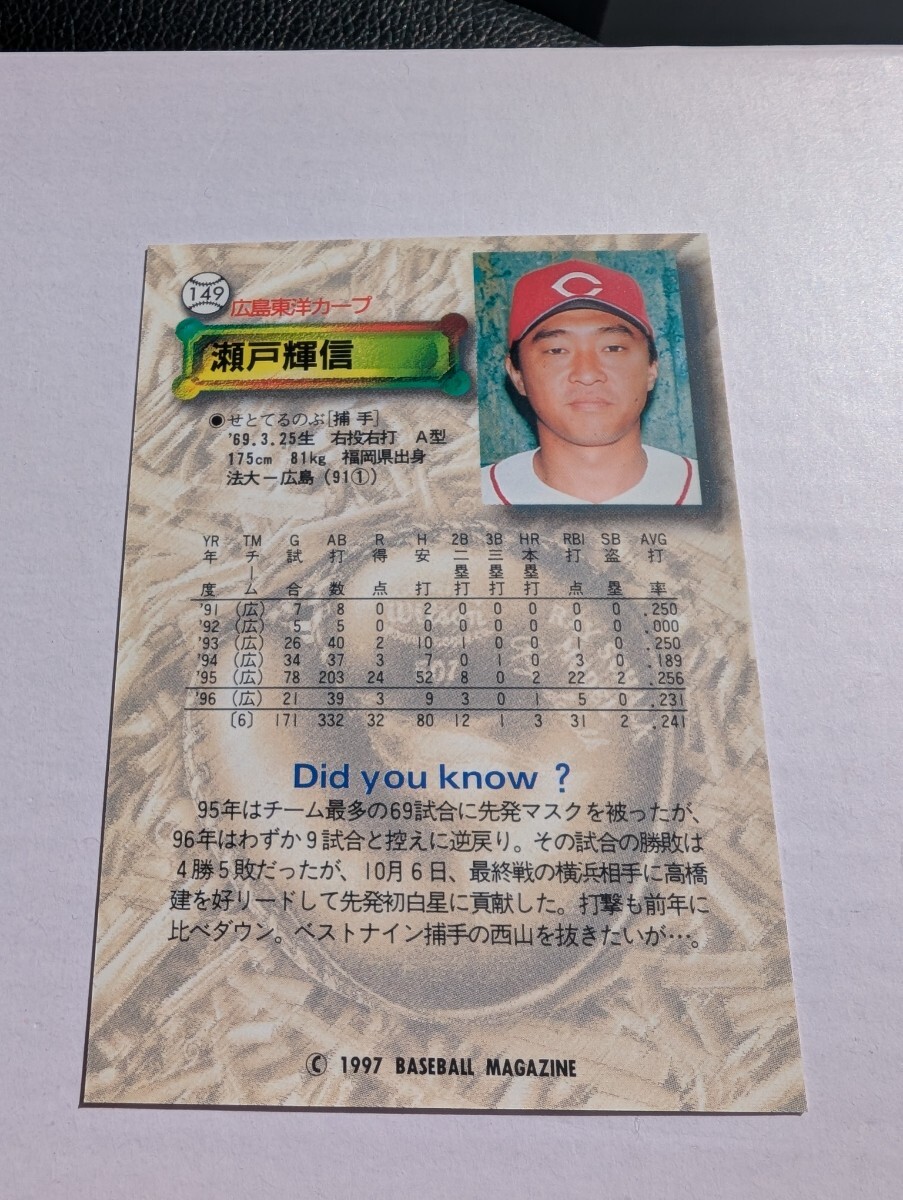 149
広島東洋カープ
瀬戸輝信
●せとてるのぶ[捕 手]
'69.3.25生 右投右打 A型
175cm 81kg 福岡県出身
法大－広島(91①)
YR TM G AB R H 2B 3B HR RBI SB AVG
年度 チーム 試合 打数 得点 安打 二塁打 三塁打 本塁打 打点 盗塁 打率
'91 (広) 7 8 0 2 0 0 0 0 0 .250
'92 (広) 5 5 0 0 0 0 0 0 0 .000
'93 (広) 26 40 2 10 1 0 0 1 0 .250
'94 (広) 34 37 3 7 0 1 0 3 0 .189
'95 (広) 78 203 24 52 8 0 2 22 2 .256
'96 (広) 21 39 3 9 3 0 1 5 0 .231
〔6〕 171 332 32 80 12 1 3 31 2 .241
Did you know ?
95年はチーム最多の69試合に先発マスクを被ったが、
96年はわずか9試合と控えに逆戻り。その試合の勝敗は
4勝5敗だったが、10月6日、最終戦の横浜相手に高橋
建を好リードして先発初白星に貢献した。打撃も前年に
比べダウン。ベストナイン捕手の西山を抜きたいが…。
© 1997 BASEBALL MAGAZINE